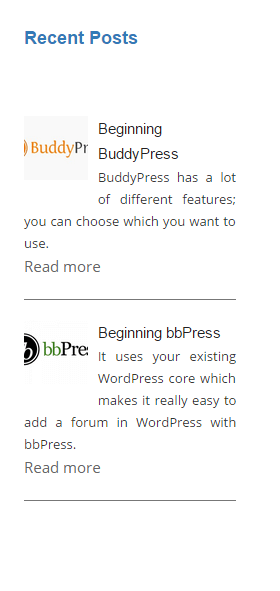 Recent Posts
BuddyPr
Beginning
BuddyPress
BuddyPress has a lot
of different features;
you can choose which you want to
use.
Read more
b bbPres
Beginning bbPress
It uses your existing
WordPress core which
makes it really easy to
add a forum in WordPress with
bbPress.
Read more